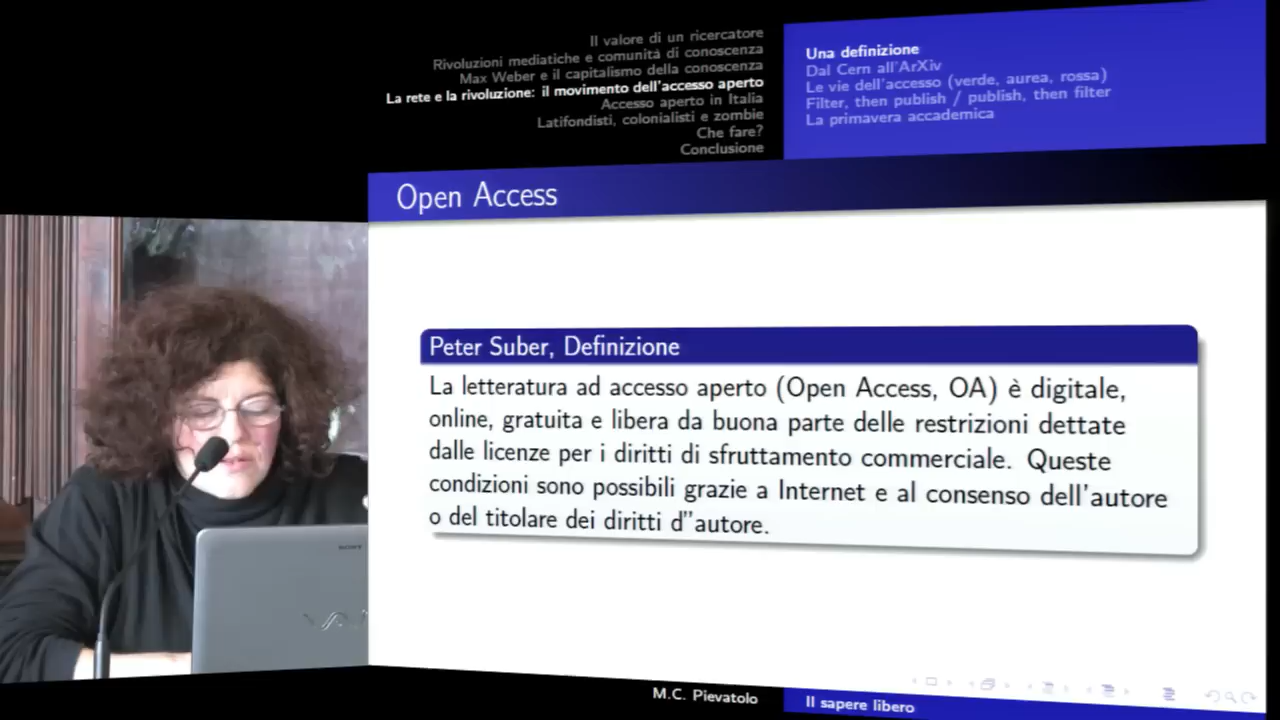 Il valore di un ricercatore
Rivoluzioni mediatiche e comunità di conoscenza
Max Weber e il capitalismo della conoscenza
La rete e la rivoluzione: il movimento dell'accesso aperto
Accesso aperto in Italia
Latifondisti, colonialisti e zombie
Che fare?
Conclusione
Una definizione
Dal Cern all'ArXiv
Le vie dell'accesso (verde, aurea, rossa)
Filter, then publish / publish, then filter
La primavera accademica
Open Access
Peter Suber, Definizione
La letteratura ad accesso aperto (Open Access, OA) è digitale,
online, gratuita e libera da buona parte delle restrizioni dettate
dalle licenze per i diritti di sfruttamento commerciale. Queste
condizioni sono possibili grazie a Internet e al consenso dell'autore
o del titolare dei diritti d''autore.
SONY
VAIO
M.C. Pievatolo
Il sapere libero